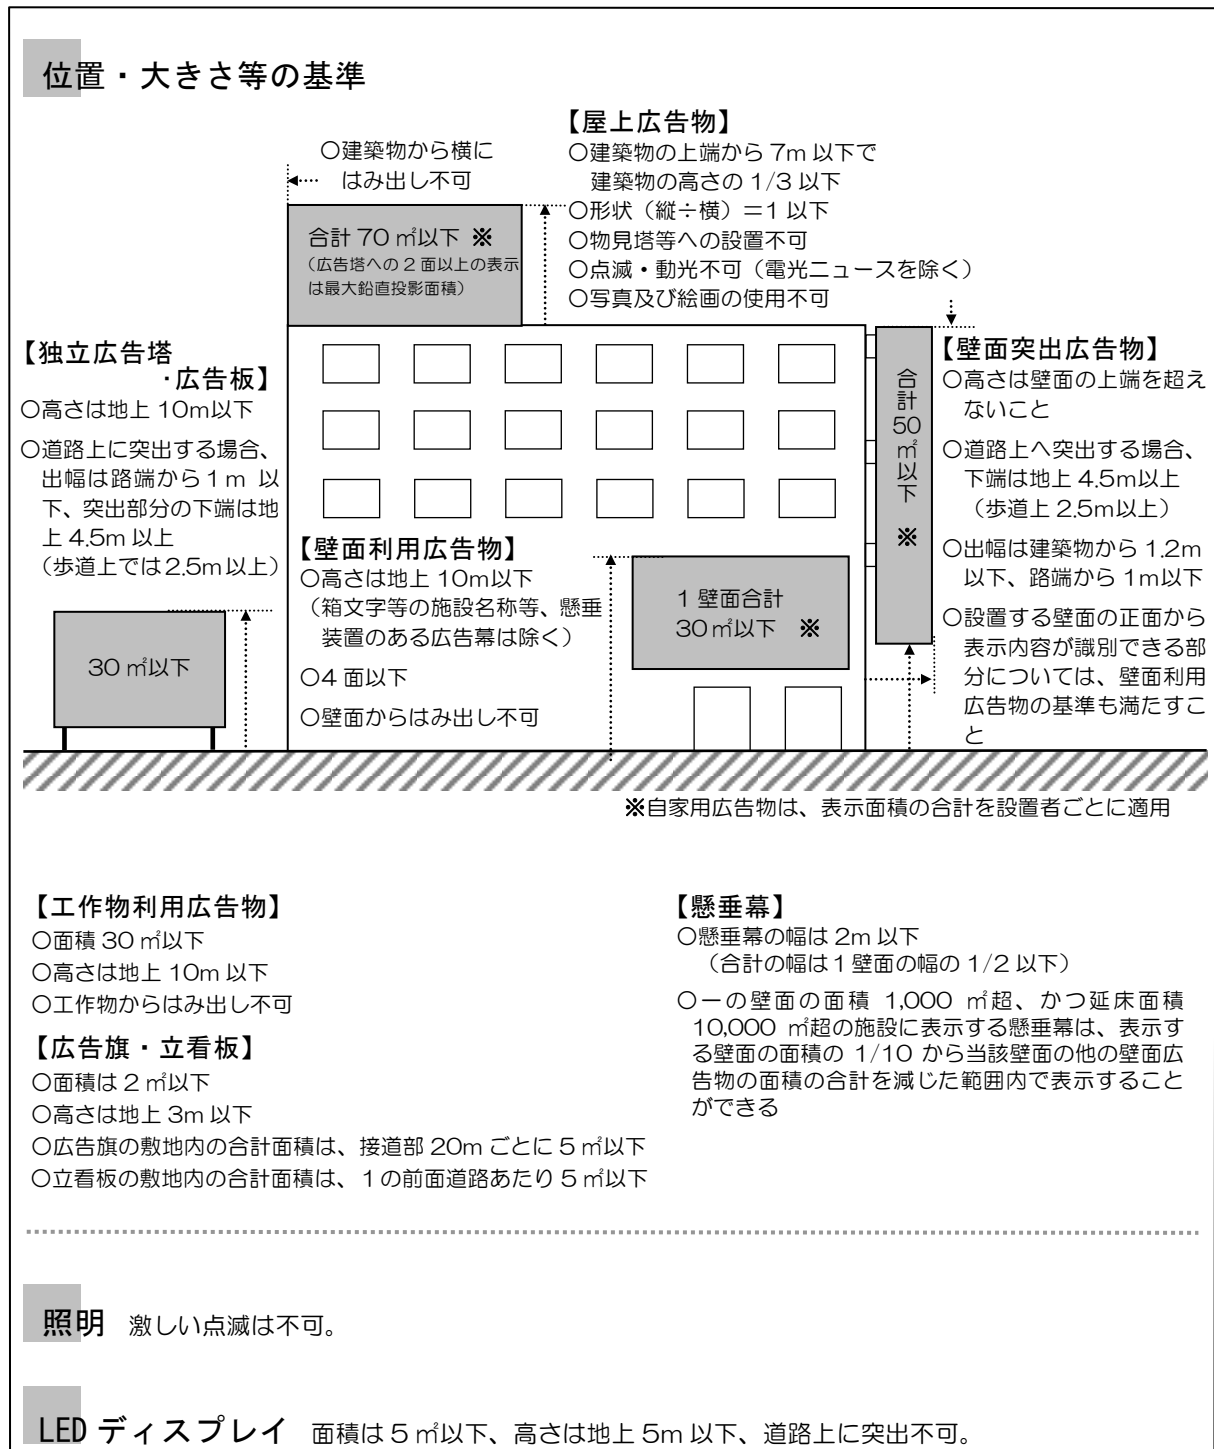 位置・大きさ等の基準
【屋上広告物】
○建築物の上端から 7m 以下で
建築物の高さの 1/3 以下
○形状（縦÷横）＝1 以下
○物見塔等への設置不可
○点滅・動光不可（電光ニュースを除く）
○写真及び絵画の使用不可
○建築物から横に
はみ出し不可
合計 70 ㎡以下 ※
（広告塔への 2 面以上の表示
は最大鉛直投影面積）
【独立広告塔
・広告板】
○高さは地上 10m以下
○道路上に突出する場合、
出幅は路端から１m 以
下、突出部分の下端は地
上 4.5m 以上
（歩道上では2.5m以上）
30 ㎡以下
【壁面利用広告物】
○高さは地上 10m以下
（箱文字等の施設名称等、懸垂
装置のある広告幕は除く）
○4 面以下
○壁面からはみ出し不可
1 壁面合計
30㎡以下 ※
合計50㎡以下 ※
【壁面突出広告物】
○高さは壁面の上端を超え
ないこと
○道路上へ突出する場合、
下端は地上 4.5m以上
（歩道上 2.5m以上）
○出幅は建築物から 1.2m
以下、路端から 1m以下
○設置する壁面の正面から
表示内容が識別できる部
分については、壁面利用
広告物の基準も満たすこ
と
※自家用広告物は、表示面積の合計を設置者ごとに適用
【工作物利用広告物】
○面積 30 ㎡以下
○高さは地上 10m 以下
○工作物からはみ出し不可
【広告旗・立看板】
○面積は 2 ㎡以下
○高さは地上 3m 以下
○広告旗の敷地内の合計面積は、接道部 20m ごとに 5 ㎡以下
○立看板の敷地内の合計面積は、１の前面道路あたり 5 ㎡以下
【懸垂幕】
○懸垂幕の幅は 2m 以下
（合計の幅は１壁面の幅の 1/2 以下）
○一の壁面の面積 1,000 ㎡超、かつ延床面積
10,000 ㎡超の施設に表示する懸垂幕は、表示す
る壁面の面積の 1/10 から当該壁面の他の壁面広
告物の面積の合計を減じた範囲内で表示すること
ができる
照明 激しい点滅は不可。
LED ディスプレイ 面積は 5 ㎡以下、高さは地上 5m 以下、道路上に突出不可。